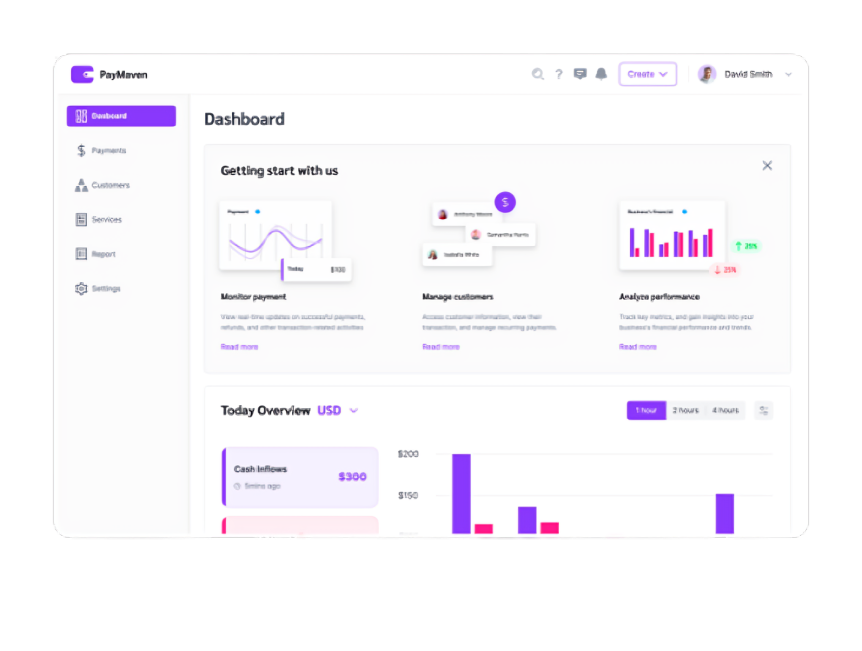 PayMaven
Create
David Smith
Dasboard
Payments
Customers
Services
Report
Settings
Dashboard
Getting start with us
Payment
Today $100
Monitor payment
View real-time updates on successful payments,
refunds, and other transaction-related activities
Read more
$
Anthony Moore
Samantha Harris
Isabella White
Manage customers
Access customer information, view their
transaction, and manage recurring payments.
Read more
Business's financial
35%
25%
Analyze performance
Track key metrics, and gain insights into your
business's financial performance and trends.
Read more
Today Overview USD
1 hour 2 hours 4 hours
Cash Inflows
5mins ago
$300
$200
$150